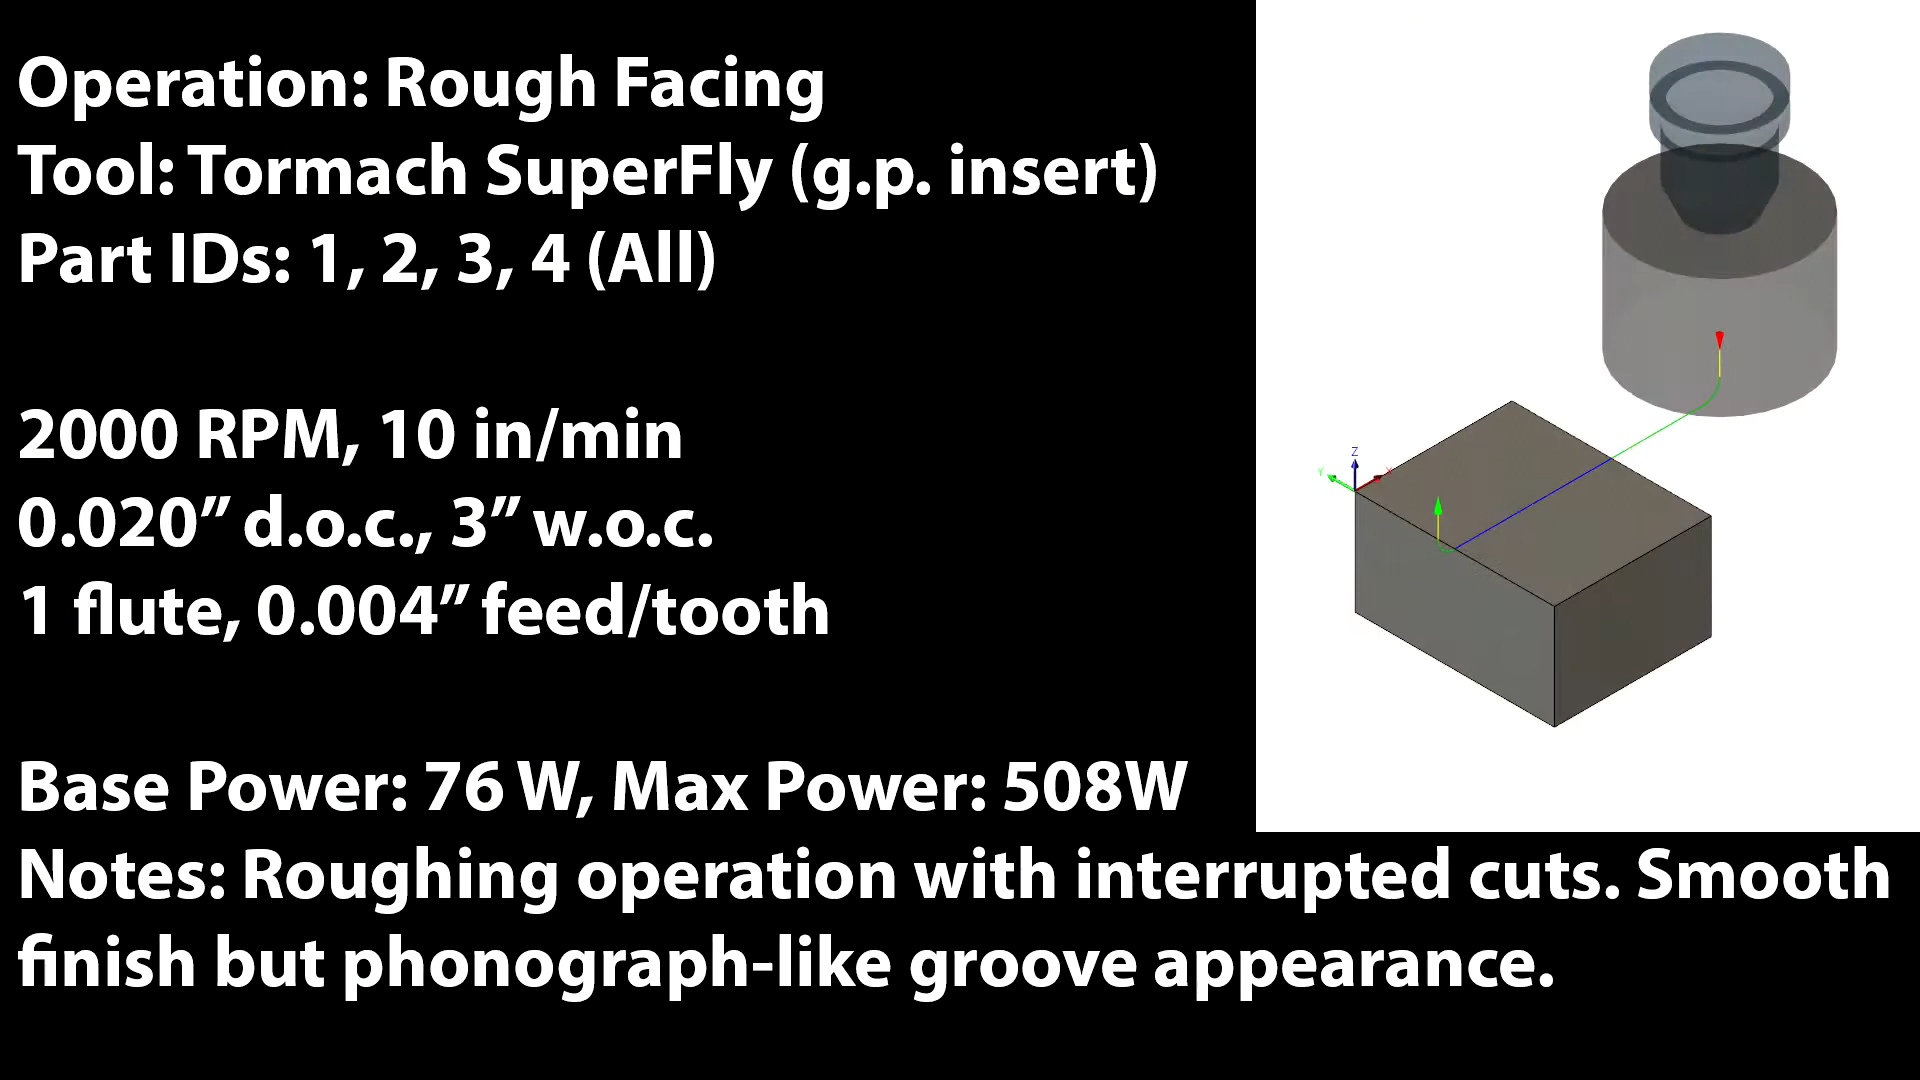 Operation: Rough Facing
Tool: Tormach SuperFly (g.p. insert)
Part IDs: 1, 2, 3, 4 (All)
2000 RPM, 10 in/min
0.020” d.o.c., 3” w.o.c.
1 flute, 0.004” feed/tooth
Base Power: 76 W, Max Power: 508W
Notes: Roughing operation with interrupted cuts. Smooth
finish but phonograph-like groove appearance.
Z
Y
X